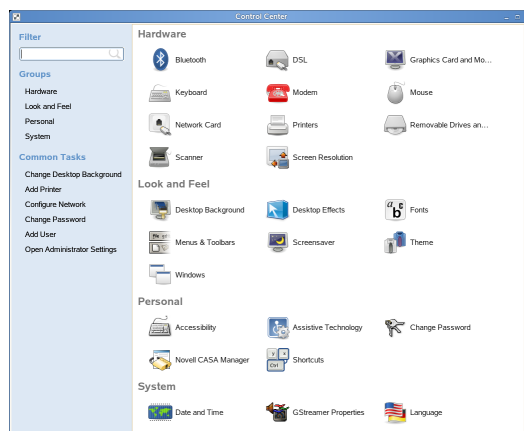 Control Center
Filter
Groups
Hardware
Look and Feel
Personal
System
Common Tasks
Change Desktop Background
Add Printer
Configure Network
Change Password
Add User
Open Administrator Settings
Hardware
Bluetooth
DSL
Graphics Card and Mo...
Keyboard
Modem
Mouse
Network Card
Printers
Removable Drives an...
Scanner
Screen Resolution
Look and Feel
Desktop Background
Desktop Effects
Fonts
Menus & Toolbars
Screensaver
Theme
Windows
Personal
Accessibility
Assistive Technology
Change Password
Novell CASA Manager
Ctrl
Shortcuts
System
Date and Time
GStreamer Properties
Language